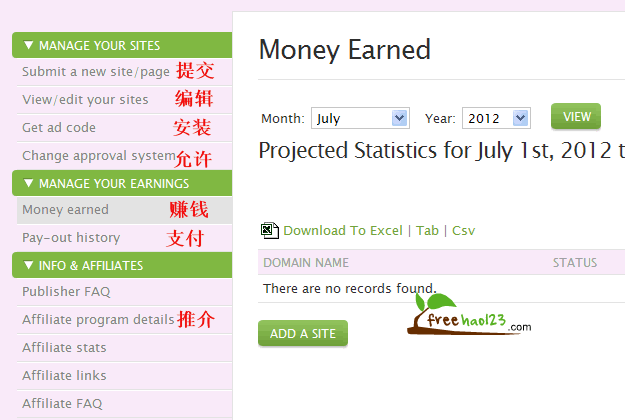 ▼ MANAGE YOUR SITES
Submit a new site/page 提交
View/edit your sites 编辑
Get ad code 安装
Change approval system 允许
▼ MANAGE YOUR EARNINGS
Money earned 赚钱
Pay-out history 支付
▼ INFO & AFFILIATES
Publisher FAQ
Affiliate program details 推介
Affiliate stats
Affiliate links
Affiliate FAQ
Money Earned
Month: July Year: 2012 VIEW
Projected Statistics for July 1st, 2012 t
Download To Excel | Tab | Csv
DOMAIN NAME STATUS
There are no records found.
freehao123.com
ADD A SITE